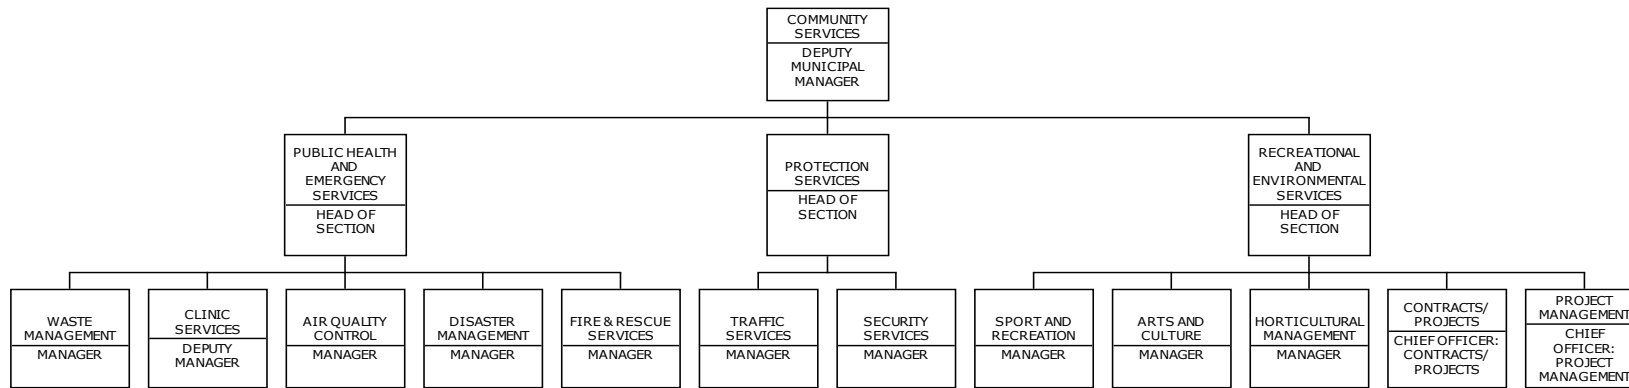 COMMUNITY
SERVICES
DEPUTY
MUNICIPAL
MANAGER
PUBLIC HEALTH
AND
EMERGENCY
SERVICES
HEAD OF
SECTION
PROTECTION
SERVICES
HEAD OF
SECTION
RECREATIONAL
AND
ENVIRONMENTAL
SERVICES
HEAD OF
SECTION
WASTE
MANAGEMENT
MANAGER
CLINIC
SERVICES
DEPUTY
MANAGER
AIR QUALITY
CONTROL
MANAGER
DISASTER
MANAGEMENT
MANAGER
FIRE & RESCUE
SERVICES
MANAGER
TRAFFIC
SERVICES
MANAGER
SECURITY
SERVICES
MANAGER
SPORT AND
RECREATION
MANAGER
ARTS AND
CULTURE
MANAGER
HORTICULTURAL
MANAGEMENT
MANAGER
CONTRACTS/
PROJECTS
CHIEF OFFICER:
CONTRACTS/
PROJECTS
PROJECT
MANAGEMENT
CHIEF
OFFICER:
PROJECT
MANAGEMENT